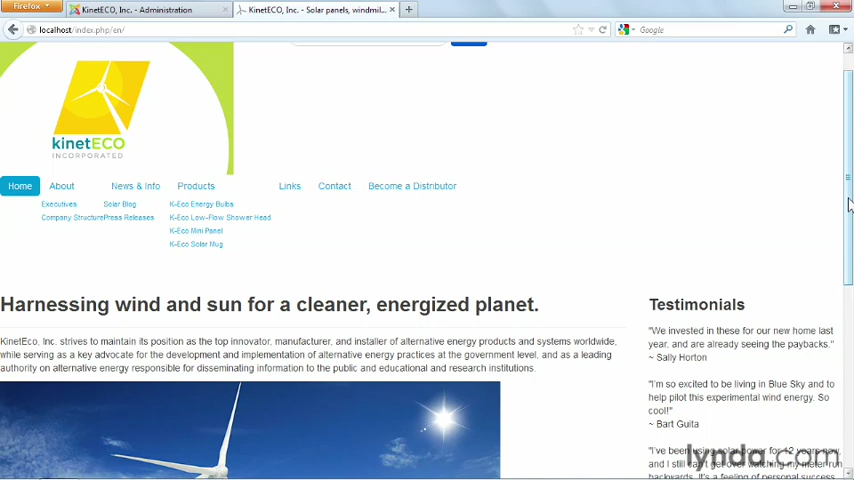 Firefox
KinetECO, Inc. - Administration
KinetECO, Inc. - Solar panels, windmil...
localhost/index.php/en/
Google
kinetECO
INCORPORATED
Home About News & Info Products Links Contact Become a Distributor
Executives Solar Blog K-Eco Energy Bulbs
Company Structure Press Releases K-Eco Low-Flow Shower Head
K-Eco Mini Panel
K-Eco Solar Mug
Harnessing wind and sun for a cleaner, energized planet.
KinetEco, Inc. strives to maintain its position as the top innovator, manufacturer, and installer of alternative energy products and systems worldwide,
while serving as a key advocate for the development and implementation of alternative energy practices at the government level, and as a leading
authority on alternative energy responsible for disseminating information to the public and educational and research institutions.
Testimonials
"We invested in these for our new home last
year, and are already seeing the paybacks."
~ Sally Horton
"I'm so excited to be living in Blue Sky and to
help pilot this experimental wind energy. So
cool!"
~ Bart Guita
"I've been using solar power for 12 years now,
and I still can't get over watching my meter run
backwards. It's a feeling of personal success
lynda.com